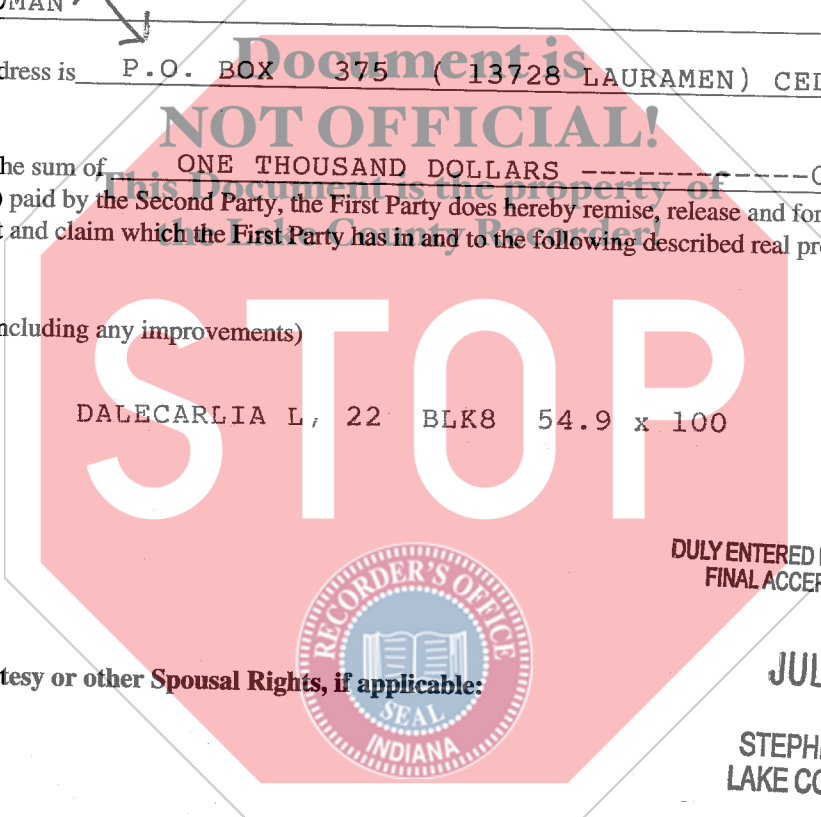 OMAN
Document is
dress is P.O. BOX 375 ( 13728 LAURAMEN) CED
NOT OFFICIAL!
he sum of ONE THOUSAND DOLLARS ------------
This Document is the property of
) paid by the Second Party, the First Party does hereby remise, release and for
the Lake County Recorder!
t and claim which the First Party has in and to the following described real pro
ncluding any improvements)
STOP
DALECARLIA L, 22 BLK8 54.9 x 100
DULY ENTERED
FINAL ACCEP
RECORDER'S OFFICE
JUL
tesy or other Spousal Rights, if applicable:
SEAL
INDIANA
STEPH
LAKE CO